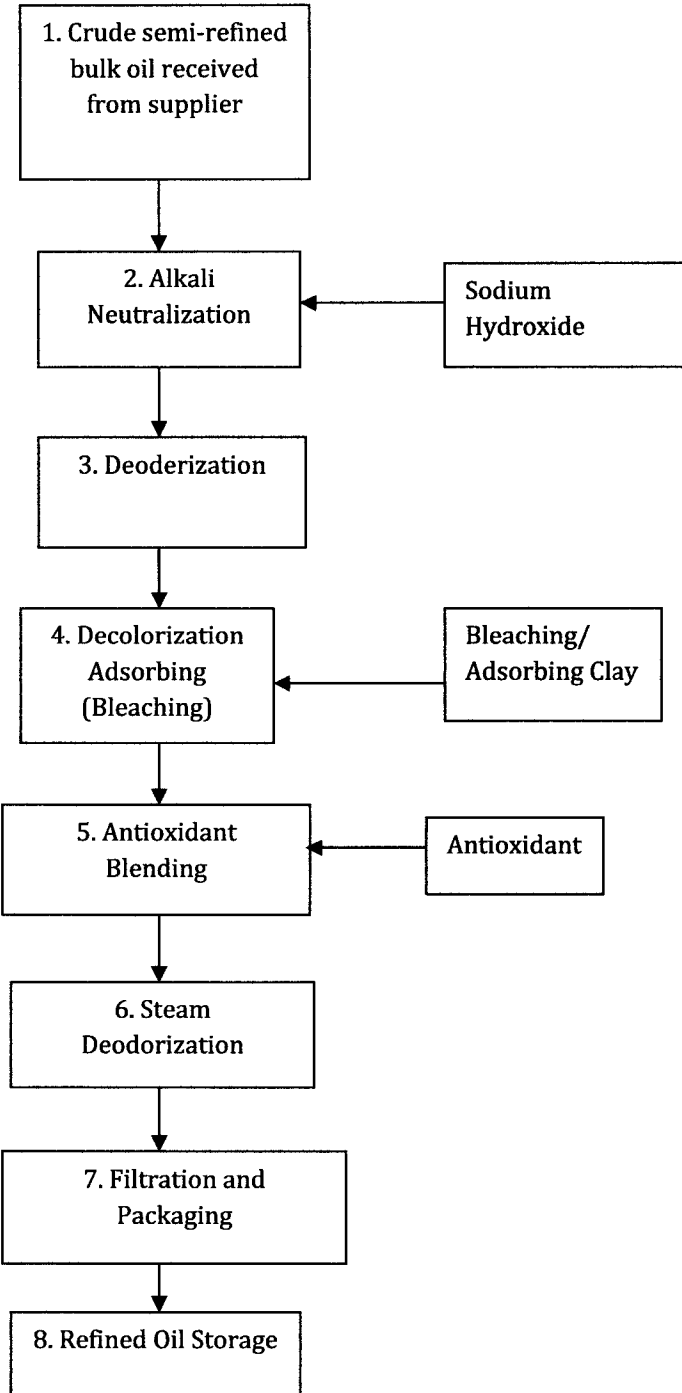 1. Crude semi-refined
bulk oil received
from supplier
2. Alkali
Neutralization
Sodium
Hydroxide
3. Deoderization
4. Decolorization
Adsorbing
(Bleaching)
Bleaching/
Adsorbing Clay
5. Antioxidant
Blending
Antioxidant
6. Steam
Deodorization
7. Filtration and
Packaging
8. Refined Oil Storage